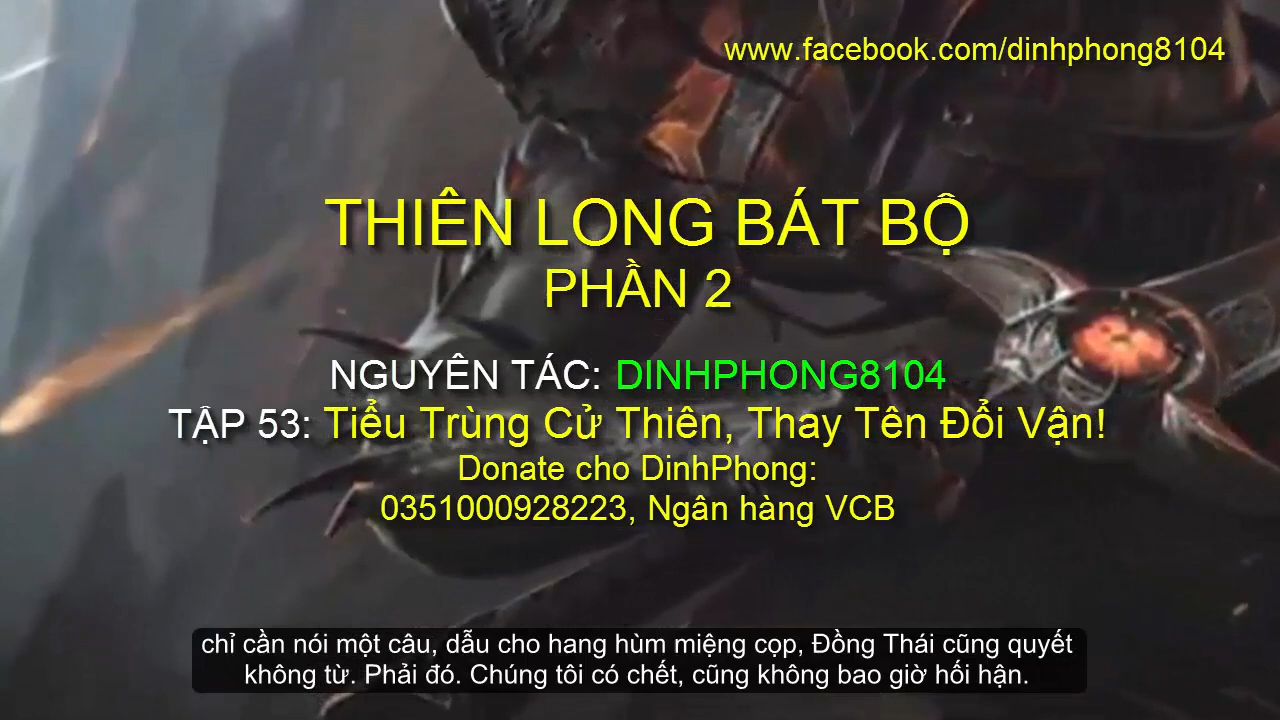 www.facebook.com/dinhphong8104
THIÊN LONG BÁT BỘ
PHẦN 2
NGUYÊN TÁC: DINHPHONG8104
TẬP 53: Tiểu Trùng Cử Thiên, Thay Tên Đổi Vận!
Donate cho DinhPhong:
0351000928223, Ngân hàng VCB
chỉ cần nói một câu, dẫu cho hang hùm miệng cọp, Đồng Thái cũng quyết
không từ. Phải đó. Chúng tôi có chết, cũng không bao giờ hối hận.